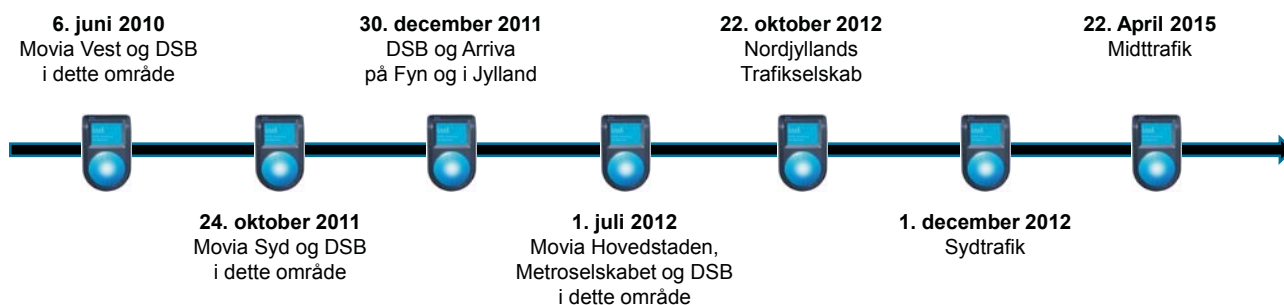 6. juni 2010
Movia Vest og DSB
i dette område
24. oktober 2011
Movia Syd og DSB
i dette område
30. december 2011
DSB og Arriva
på Fyn og i Jylland
1. juli 2012
Movia Hovedstaden,
Metroselskabet og DSB
i dette område
22. oktober 2012
Nordjyllands
Trafikselskab
1. december 2012
Sydtrafik
22. April 2015
Midttrafik